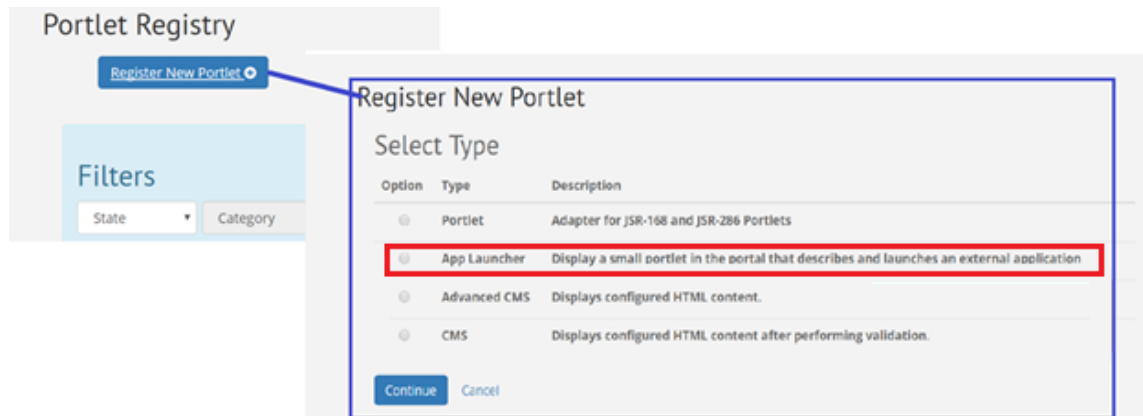 Portlet Registry
Register New Portlet
Filters
State
Category
Register New Portlet
Select Type
Option Type Description
Portlet Adapter for JSR-168 and JSR-286 Portlets
App Launcher Display a small portlet in the portal that describes and launches an external application
Advanced CMS Displays configured HTML content.
CMS Displays configured HTML content after performing validation.
Continue Cancel